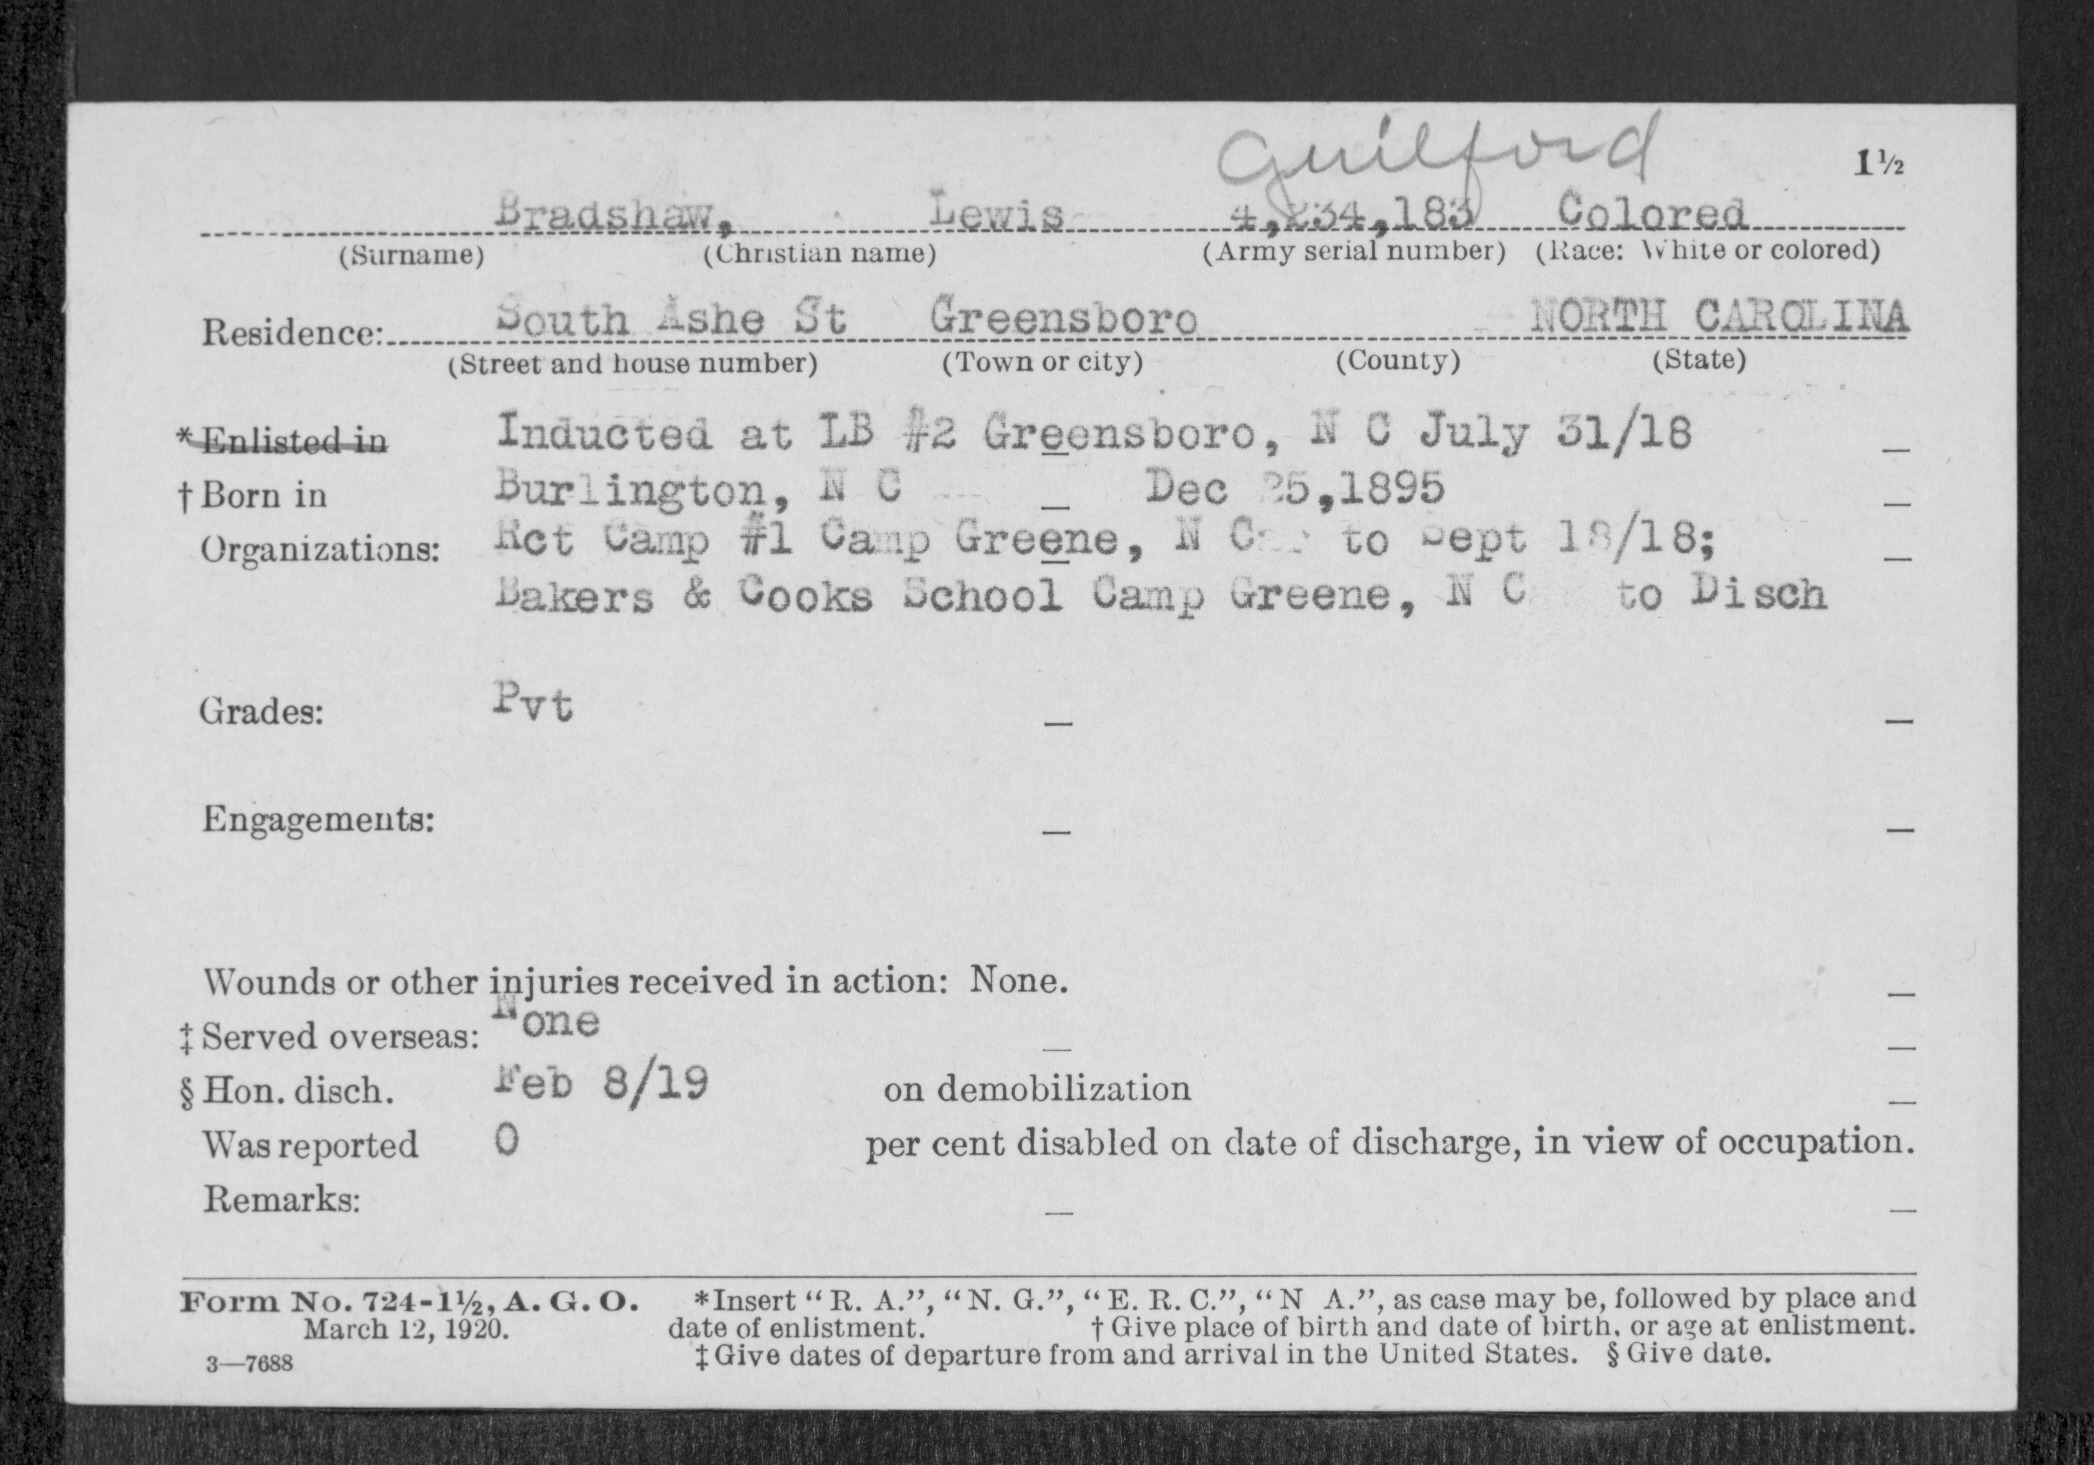 Guilford
1½
Bradshaw, Lewis 4,234,183 Colored
(Surname) (Christian name) (Army serial number) (Race: White or colored)
Residence: South Ashe St Greensboro NORTH CAROLINA
(Street and house number) (Town or city) (County) (State)
*Enlisted in Inducted at LB #2 Greensboro, N C July 31/18
†Born in Burlington, N C Dec 25,1895
Organizations: Rct Camp #1 Camp Greene, N C to Sept 18/18;
Bakers & Cooks School Camp Greene, N C to Disch
Grades: Pvt
Engagements:
Wounds or other injuries received in action: None.
‡Served overseas: None
§Hon. disch. Feb 8/19 on demobilization
Was reported 0 per cent disabled on date of discharge, in view of occupation.
Remarks:
Form No. 724-1½, A. G. O. *Insert "R. A.", "N. G.", "E. R. C.", "N A.", as case may be, followed by place and
March 12, 1920. date of enlistment. †Give place of birth and date of birth, or age at enlistment.
3—7688 ‡Give dates of departure from and arrival in the United States. §Give date.